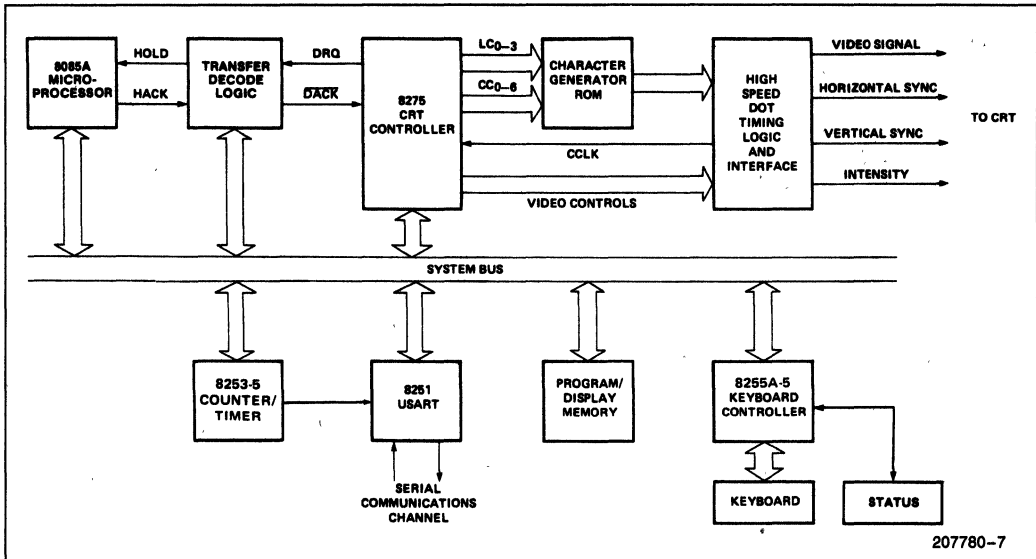 8085A
MICRO-
PROCESSOR
HOLD
HACK
TRANSFER
DECODE
LOGIC
DRQ
DACK
8275
CRT
CONTROLLER
LC0-3
CC0-6
CHARACTER
GENERATOR
ROM
CCLK
VIDEO CONTROLS
HIGH
SPEED
DOT
TIMING
LOGIC
AND
INTERFACE
VIDEO SIGNAL
HORIZONTAL SYNC
VERTICAL SYNC
INTENSITY
TO CRT
SYSTEM BUS
8253-5
COUNTER/
TIMER
8251
USART
SERIAL
COMMUNICATIONS
CHANNEL
PROGRAM/
DISPLAY
MEMORY
8255A-5
KEYBOARD
CONTROLLER
KEYBOARD
STATUS
207780-7